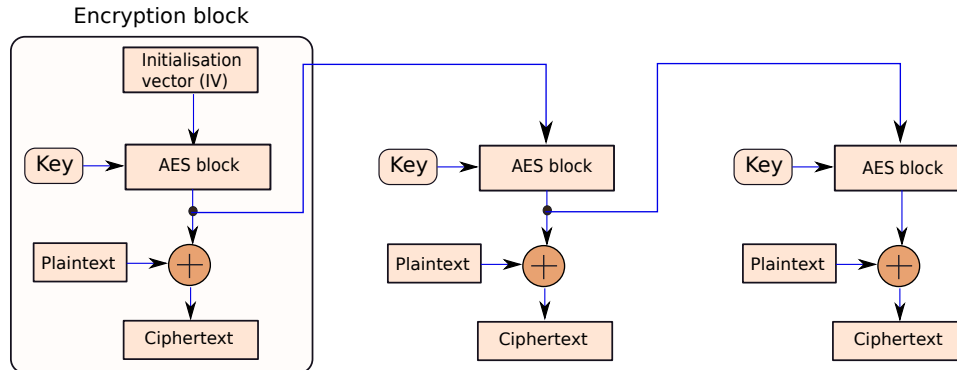 Encryption block
Initialisation
vector (IV)
Key
AES block
Plaintext
Ciphertext
Key
AES block
Plaintext
Ciphertext
Key
AES block
Plaintext
Ciphertext